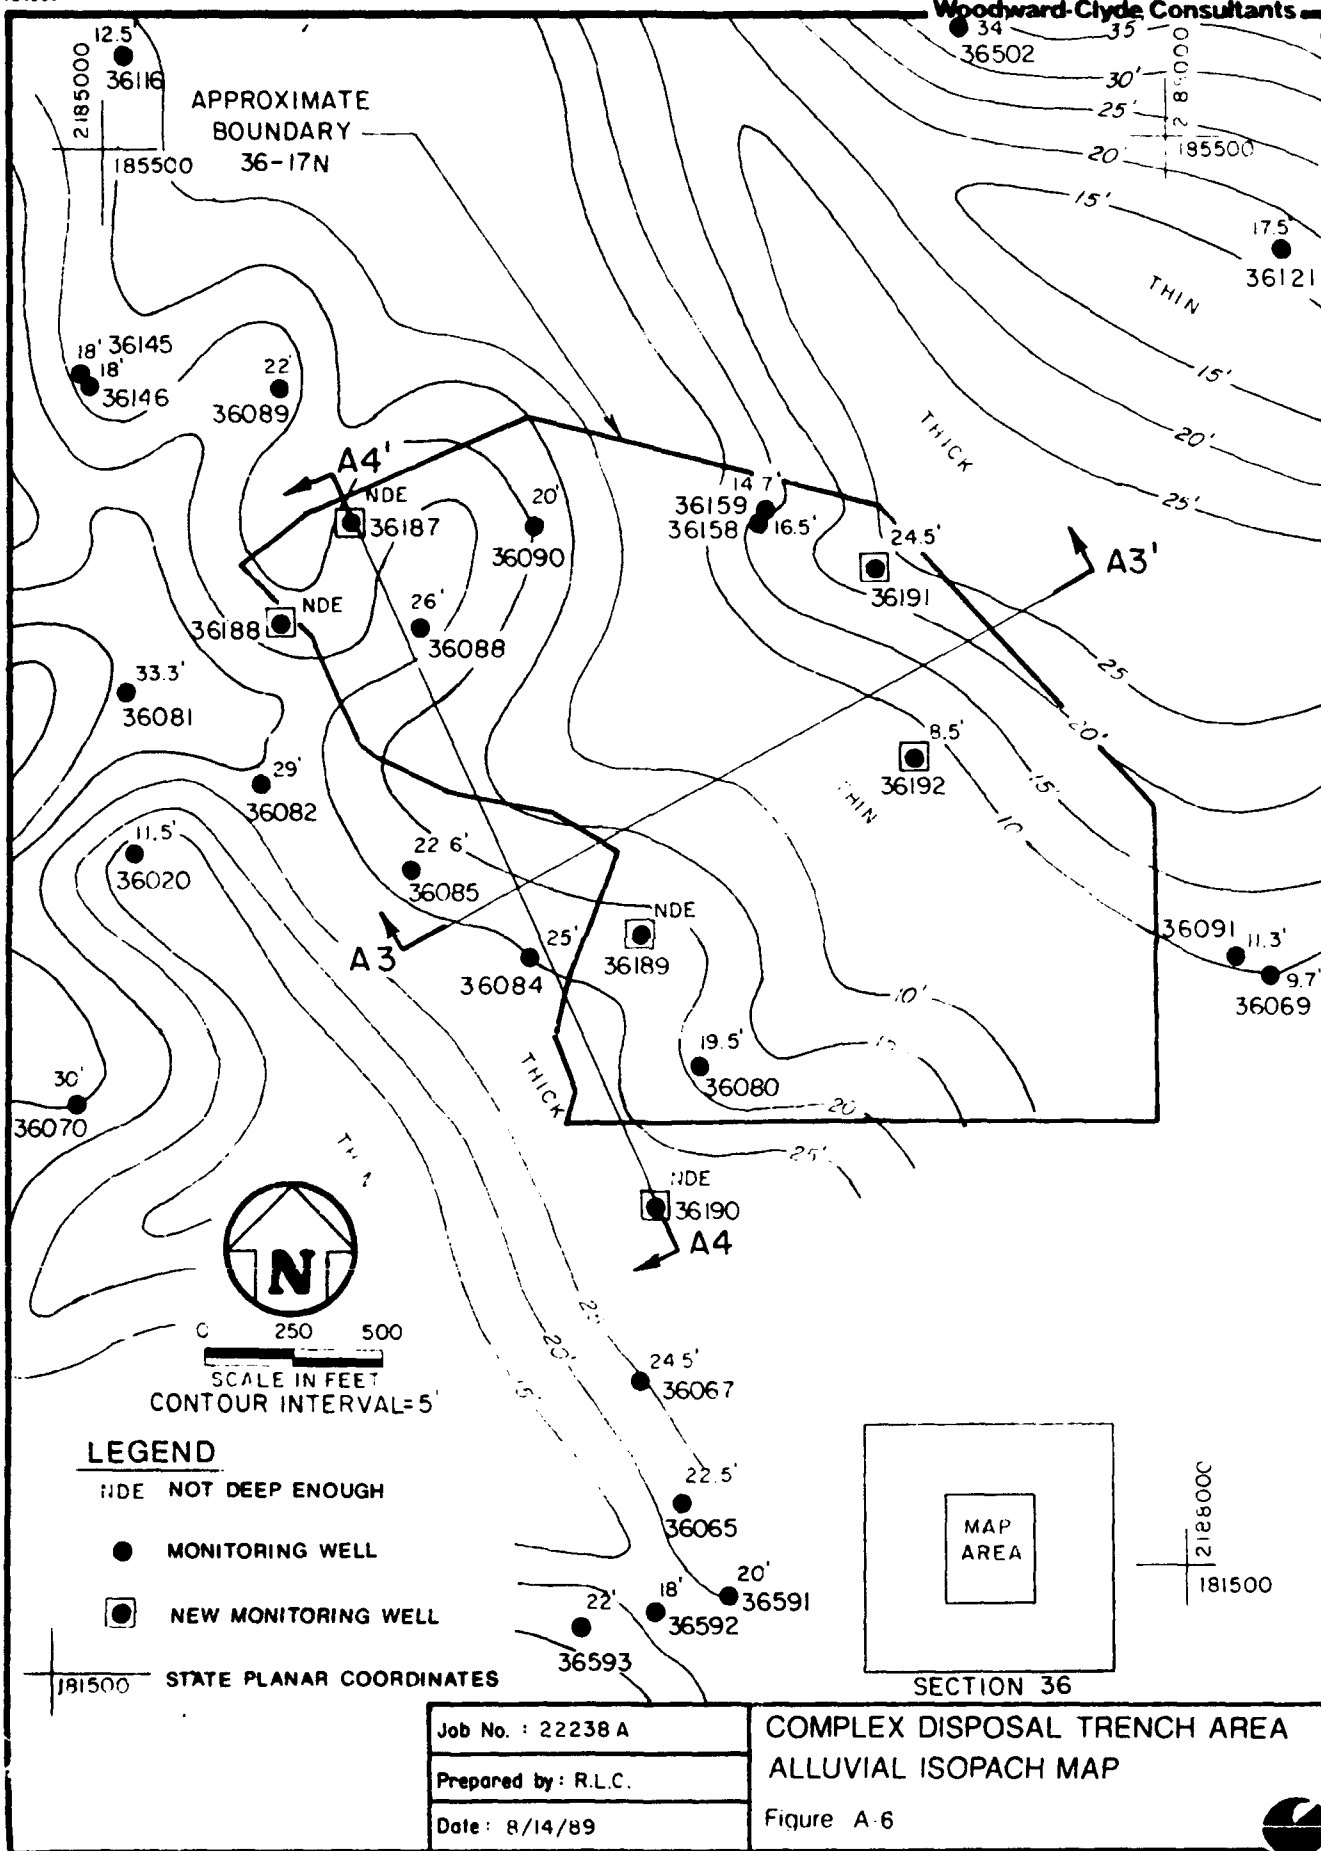 Woodward-Clyde Consultants
12.5'
36116
2185000
185500
APPROXIMATE
BOUNDARY
36-17N
34
36502
35'
30'
25'
20'
15'
185500
17.5'
36121
THIN
15'
20'
25'
THICK
18' 36145
18'
36146
22'
36089
A4'
NDE
36187
20'
36090
14.7'
36159
36158
16.5'
24.5'
36191
A3'
NDE
36188
26'
36088
33.3'
36081
29'
36082
25
20'
15'
10'
8.5'
36192
11.5'
36020
22.6'
36085
A3
25'
36084
NDE
36189
36091
11.3'
9.7'
36069
10'
19.5'
36080
20'
25'
THICK
30'
36070
NDE
36190
A4
N
0 250 500
SCALE IN FEET
CONTOUR INTERVAL=5'
20'
15'
24.5'
36067
22.5'
36065
20'
36591
18'
36592
22'
36593
LEGEND
NDE NOT DEEP ENOUGH
MONITORING WELL
NEW MONITORING WELL
181500 STATE PLANAR COORDINATES
MAP
AREA
SECTION 36
2188000
181500
Job No. : 22238 A
Prepared by : R.L.C.
Date : 8/14/89
COMPLEX DISPOSAL TRENCH AREA
ALLUVIAL ISOPACH MAP
Figure A-6